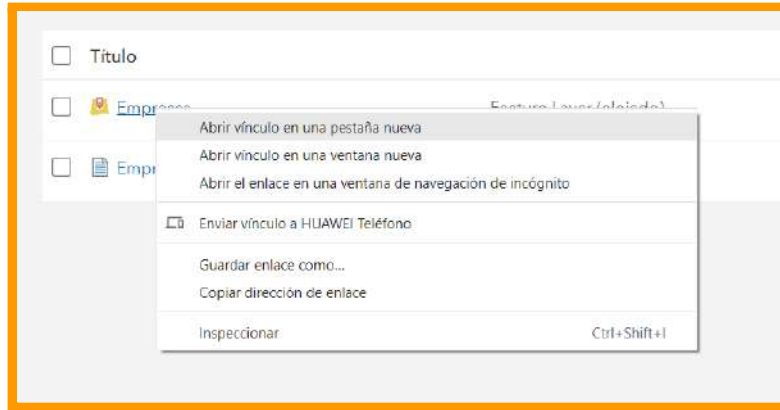 Título
Empresas Feature Layer (alojado)
Abrir vínculo en una pestaña nueva
Abrir vínculo en una ventana nueva
Empr
Abrir el enlace en una ventana de navegación de incógnito
Enviar vínculo a HUAWEI Teléfono
Guardar enlace como...
Copiar dirección de enlace
Inspeccionar Ctrl+Shift+I